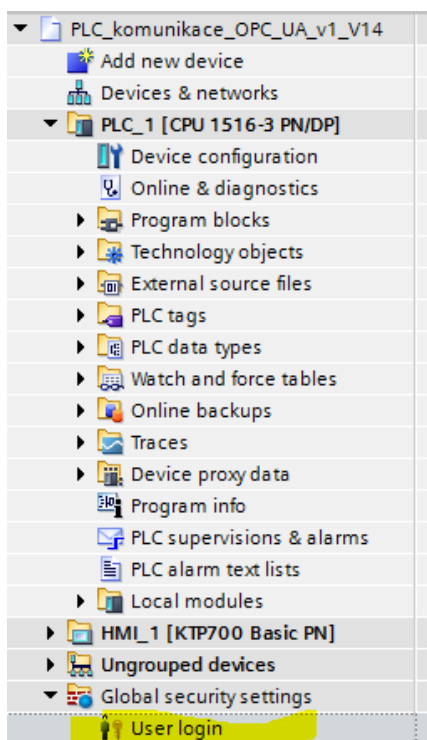 PLC_komunikace_OPC_UA_v1_V14
Add new device
Devices & networks
PLC_1 [CPU 1516-3 PN/DP]
Device configuration
Online & diagnostics
Program blocks
Technology objects
External source files
PLC tags
PLC data types
Watch and force tables
Online backups
Traces
Device proxy data
Program info
PLC supervisions & alarms
PLC alarm text lists
Local modules
HMI_1 [KTP700 Basic PN]
Ungrouped devices
Global security settings
User login